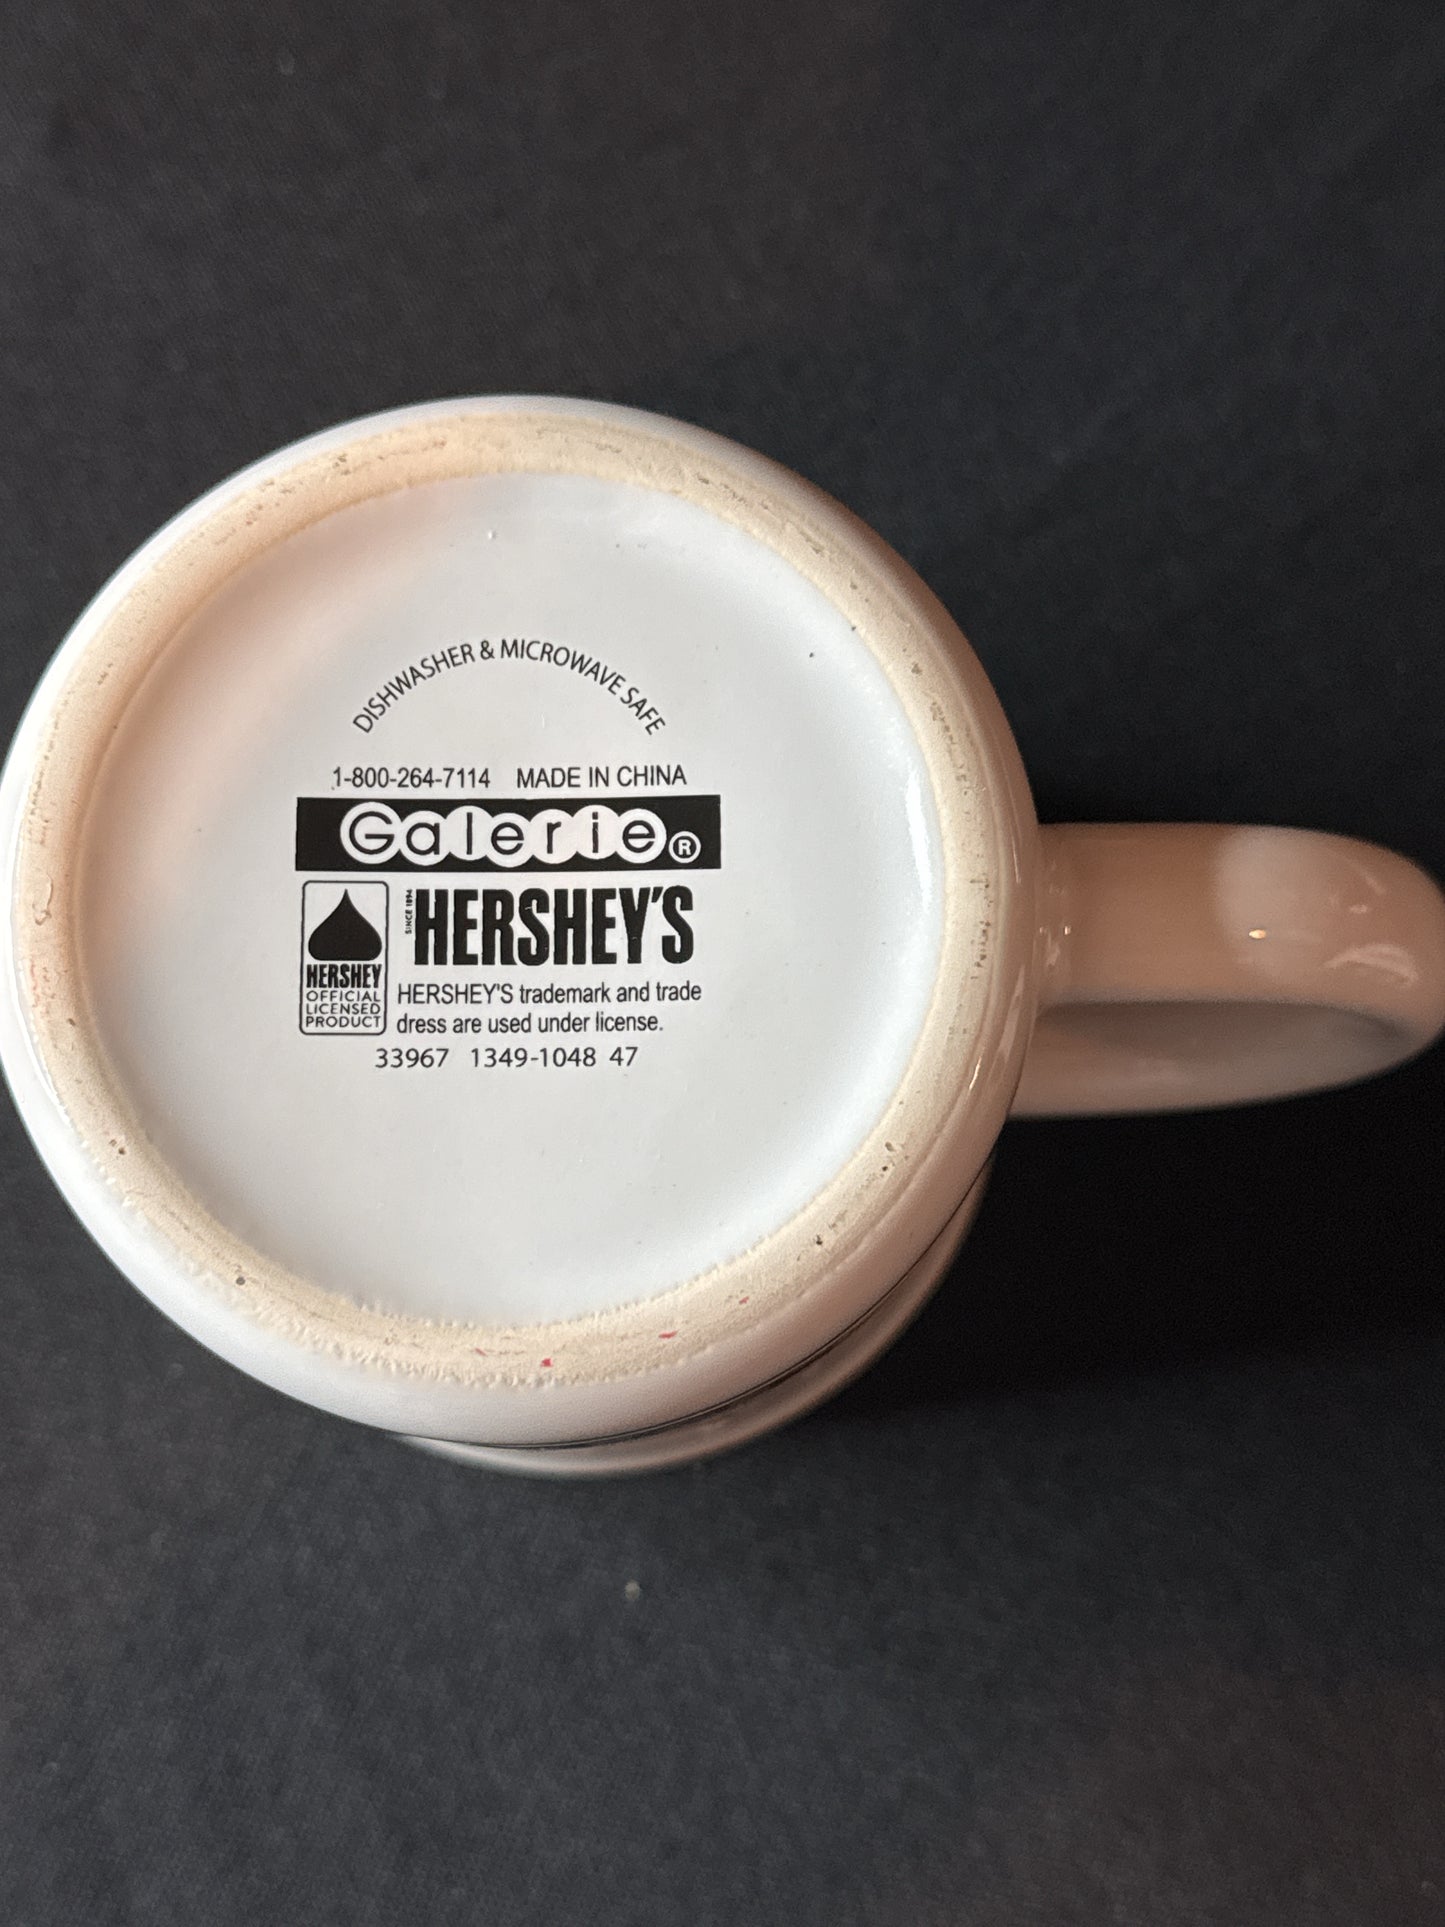 DISHWASHER & MICROWAVE SAFE
1-800-264-7114 MADE IN CHINA
Galerie®
SINCE 1894 HERSHEY'S
HERSHEY
OFFICIAL
LICENSED
PRODUCT
HERSHEY'S trademark and trade
dress are used under license.
33967 1349-1048 47